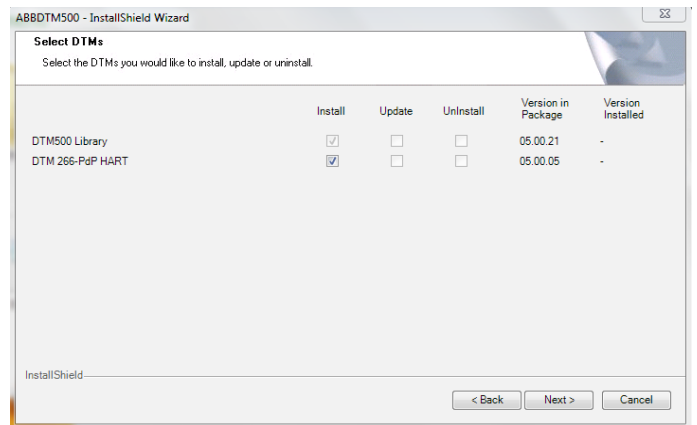 ABBDTM500 - InstallShield Wizard
Select DTMs
Select the DTMs you would like to install, update or uninstall.
Install Update UnInstall Version in Package Version Installed
DTM500 Library 05.00.21 -
DTM 266-PdP HART 05.00.05 -
InstallShield
< Back Next > Cancel